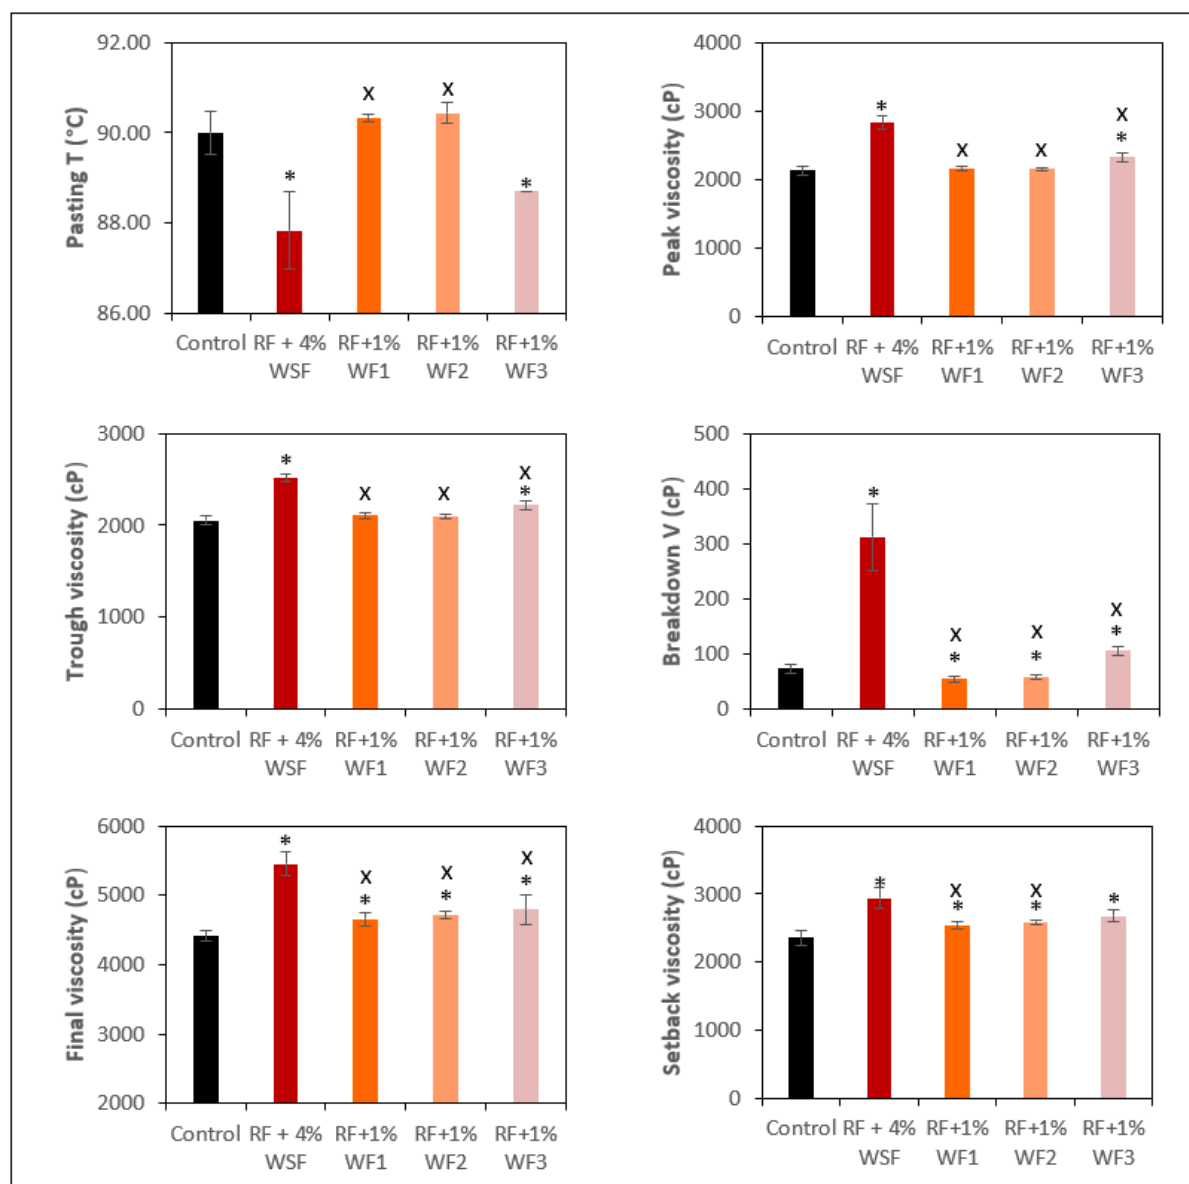 92.00
90.00
88.00
86.00
Pasting T (°C)
*
X
X
*
Control RF + 4% RF+1% RF+1% RF+1%
WSF WF1 WF2 WF3
4000
3000
2000
1000
0
Peak viscosity (cP)
*
X
X
X
*
Control RF + 4% RF+1% RF+1% RF+1%
WSF WF1 WF2 WF3
3000
2000
1000
0
Trough viscosity (cP)
*
X
X
X
*
Control RF + 4% RF+1% RF+1% RF+1%
WSF WF1 WF2 WF3
500
400
300
200
100
0
Breakdown V (cP)
*
X
*
X
*
X
*
Control RF + 4% RF+1% RF+1% RF+1%
WSF WF1 WF2 WF3
6000
5000
4000
3000
2000
Final viscosity (cP)
*
X
*
X
*
X
*
Control RF + 4% RF+1% RF+1% RF+1%
WSF WF1 WF2 WF3
4000
3000
2000
1000
0
Setback viscosity (cP)
*
X
*
X
*
*
Control RF + 4% RF+1% RF+1% RF+1%
WSF WF1 WF2 WF3